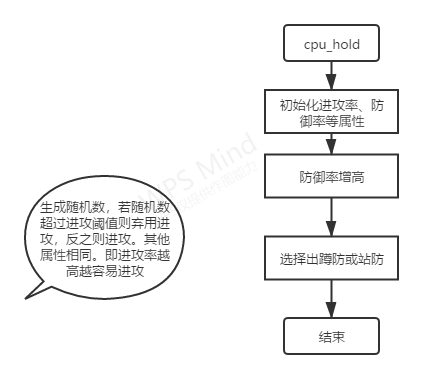 cpu_hold
初始化进攻率、防
御率等属性
防御率增高
生成随机数，若随机数
超过进攻阈值则弃用进
攻，反之则进攻。其他
属性相同。即进攻率越
高越容易进攻
选择出蹲防或站防
结束